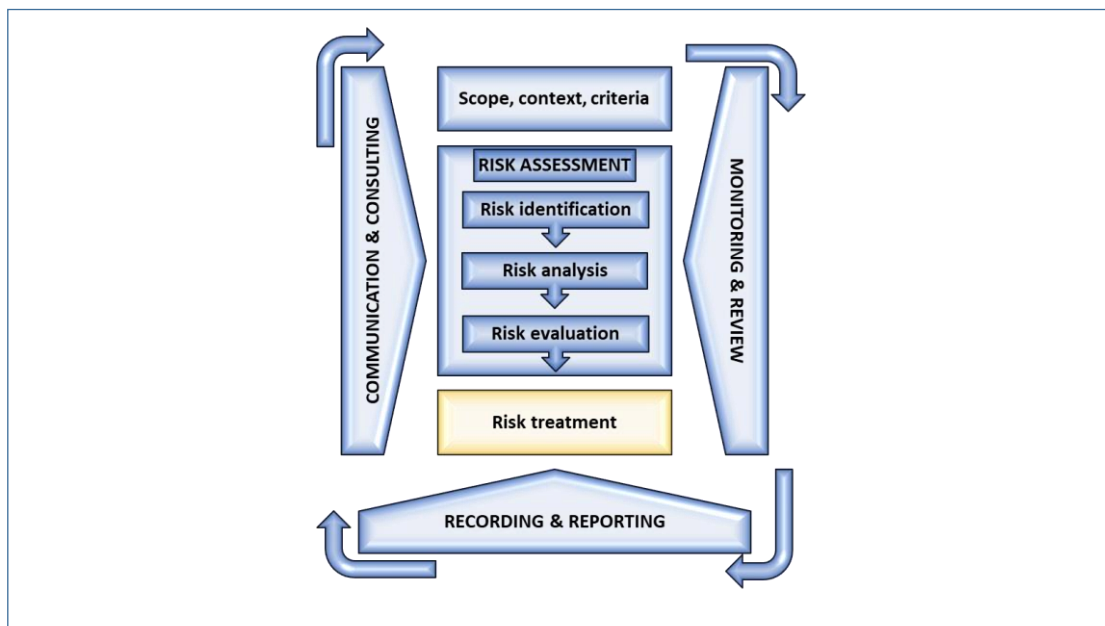 Scope, context, criteria
RISK ASSESSMENT
Risk identification
Risk analysis
Risk evaluation
Risk treatment
COMMUNICATION & CONSULTING
MONITORING & REVIEW
RECORDING & REPORTING